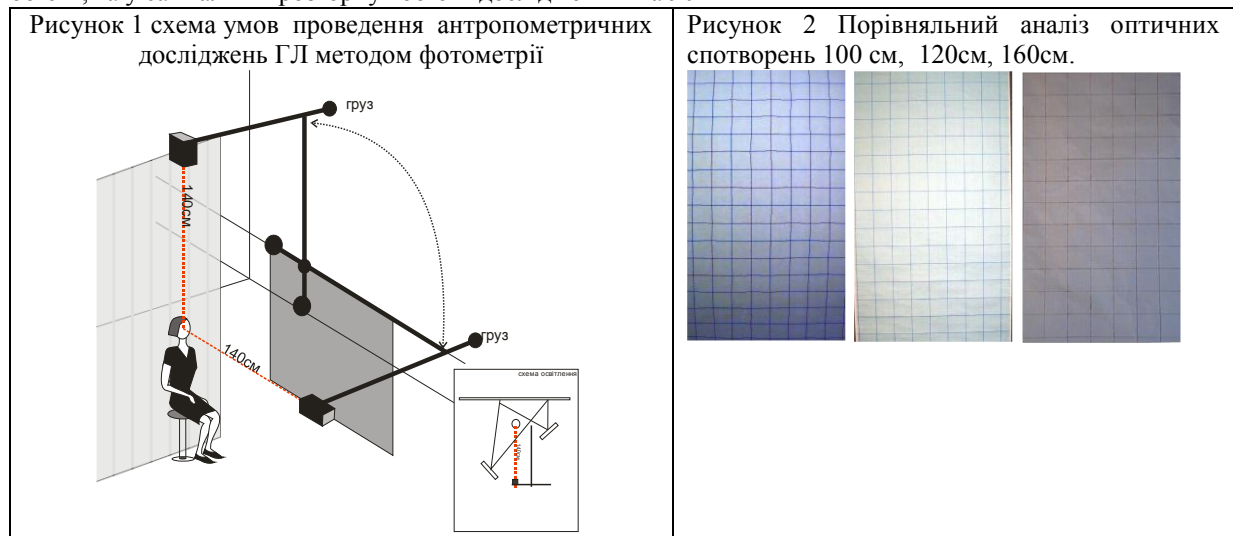 Рисунок 1 схема умов проведення антропометричних
досліджень ГЛ методом фотометрії
груз
140см
груз
140см
схема освітлення
Рисунок 2 Порівняльний аналіз оптичних
спотворень 100 см, 120см, 160см.